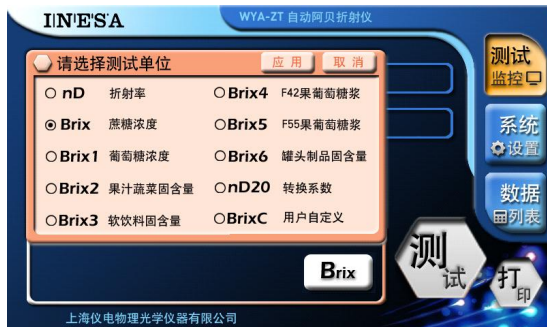 INESA
WYA-ZT 自动阿贝折射仪
请选择测试单位
应用
取消
nD 折射率
Brix4 F42果葡萄糖浆
Brix 蔗糖浓度
Brix5 F55果葡萄糖浆
Brix1 葡萄糖浓度
Brix6 罐头制品固含量
Brix2 果汁蔬菜固含量
nD20 转换系数
Brix3 软饮料固含量
BrixC 用户自定义
测试
监控
系统
设置
数据
列表
Brix
测试
打印
上海仪电物理光学仪器有限公司